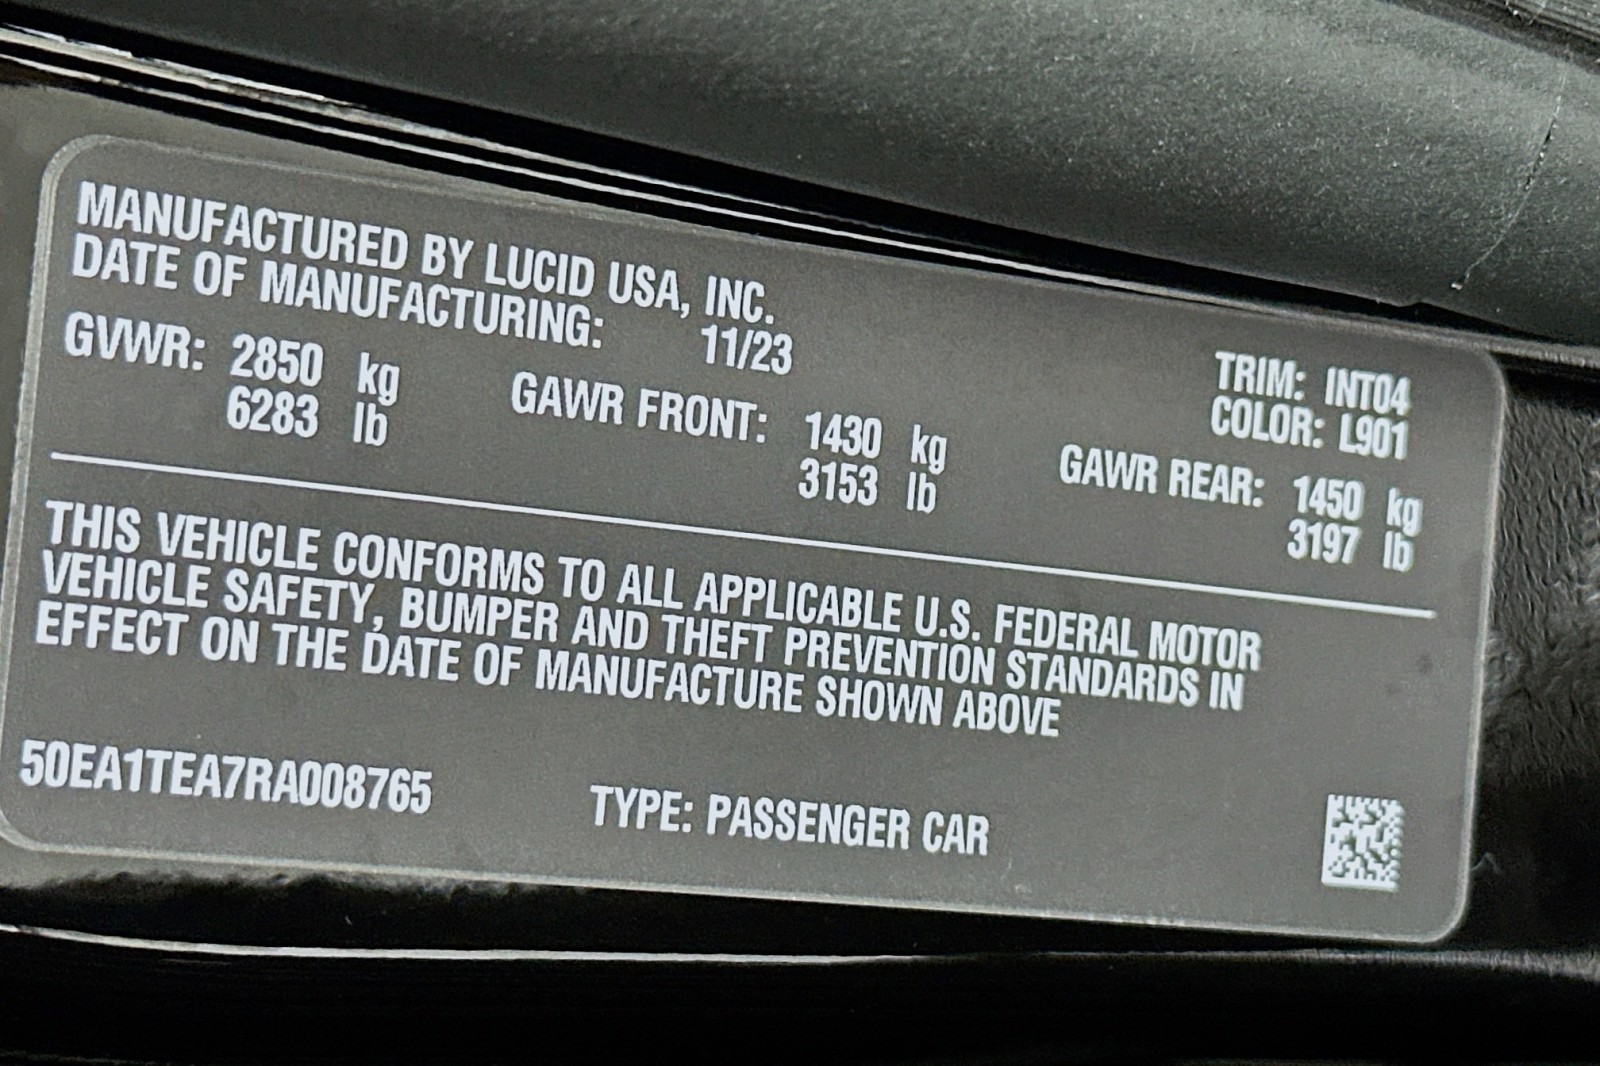 MANUFACTURED BY LUCID USA, INC.
DATE OF MANUFACTURING: 11/23
TRIM: INT04
COLOR: L901
GVWR: 2850 kg GAWR FRONT: 1430 kg GAWR REAR: 1450 kg
6283 lb 3153 lb 3197 lb
THIS VEHICLE CONFORMS TO ALL APPLICABLE U.S. FEDERAL MOTOR
VEHICLE SAFETY, BUMPER AND THEFT PREVENTION STANDARDS IN
EFFECT ON THE DATE OF MANUFACTURE SHOWN ABOVE
50EA1TEA7RA008765 TYPE: PASSENGER CAR